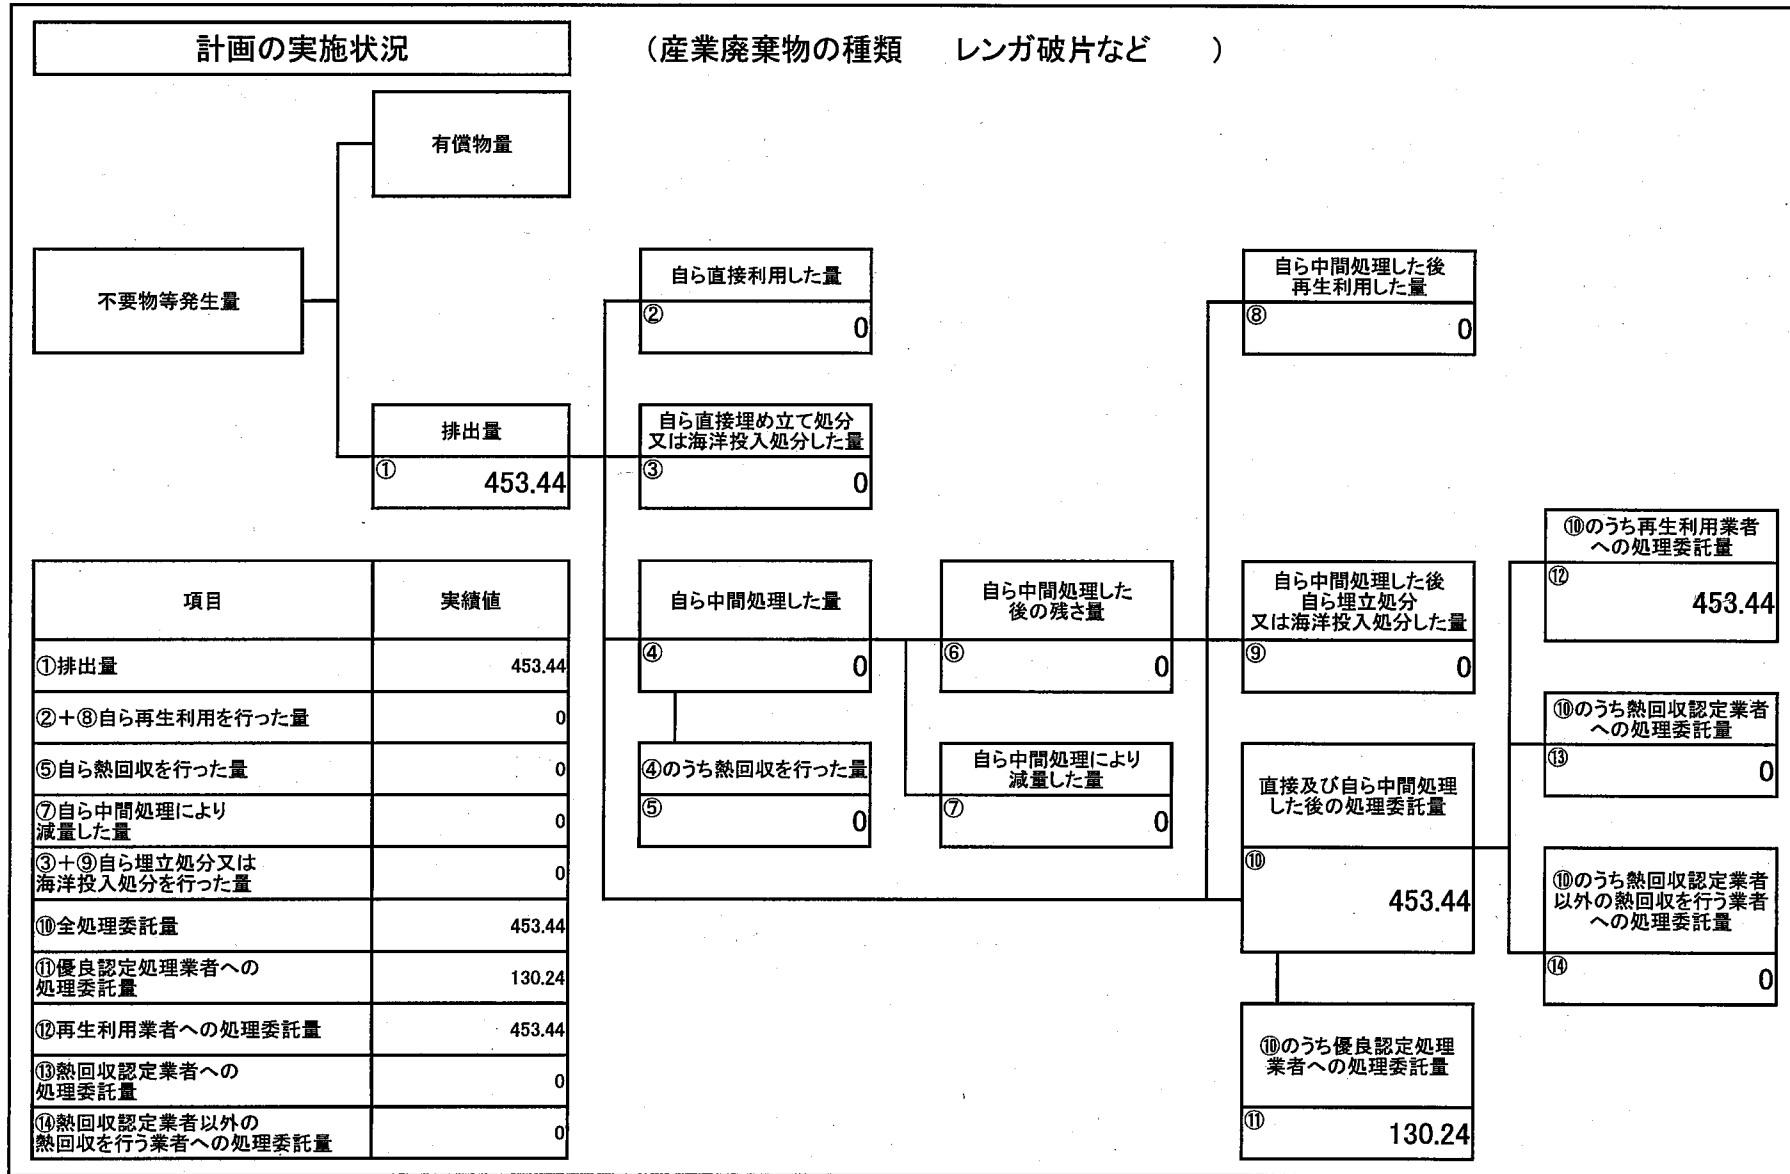 計画の実施状況
（産業廃棄物の種類　レンガ破片など　）
有償物量
不要物等発生量
排出量
① 453.44
自ら直接利用した量
② 0
自ら直接埋め立て処分
又は海洋投入処分した量
③ 0
自ら中間処理した量
④ 0
④のうち熱回収を行った量
⑤ 0
自ら中間処理した
後の残さ量
⑥ 0
自ら中間処理により
減量した量
⑦ 0
自ら中間処理した後
再生利用した量
⑧ 0
自ら中間処理した後
自ら埋立処分
又は海洋投入処分した量
⑨ 0
直接及び自ら中間処理
した後の処理委託量
⑩ 453.44
⑩のうち優良認定処理
業者への処理委託量
⑪ 130.24
⑩のうち再生利用業者
への処理委託量
⑫ 453.44
⑩のうち熱回収認定業者
への処理委託量
⑬ 0
⑩のうち熱回収認定業者
以外の熱回収を行う業者
への処理委託量
⑭ 0
項目 実績値
①排出量 453.44
②＋⑧自ら再生利用を行った量 0
⑤自ら熱回収を行った量 0
⑦自ら中間処理により
減量した量 0
③＋⑨自ら埋立処分又は
海洋投入処分を行った量 0
⑩全処理委託量 453.44
⑪優良認定処理業者への
処理委託量 130.24
⑫再生利用業者への処理委託量 453.44
⑬熱回収認定業者への
処理委託量 0
⑭熱回収認定業者以外の
熱回収を行う業者への処理委託量 0